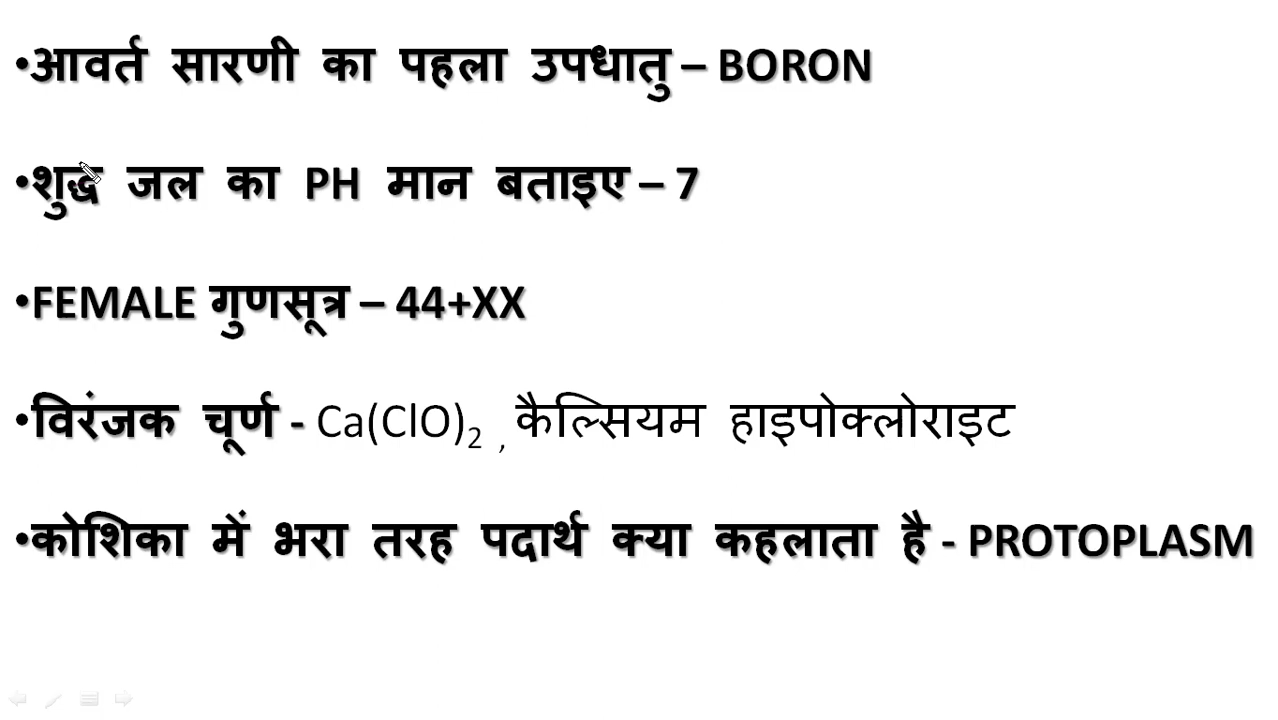 •आवर्त सारणी का पहला उपधातु – BORON
•शुद्ध जल का PH मान बताइए – 7
•FEMALE गुणसूत्र – 44+XX
•विरंजक चूर्ण - Ca(ClO)₂ , कैल्सियम हाइपोक्लोराइट
•कोशिका में भरा तरह पदार्थ क्या कहलाता है - PROTOPLASM